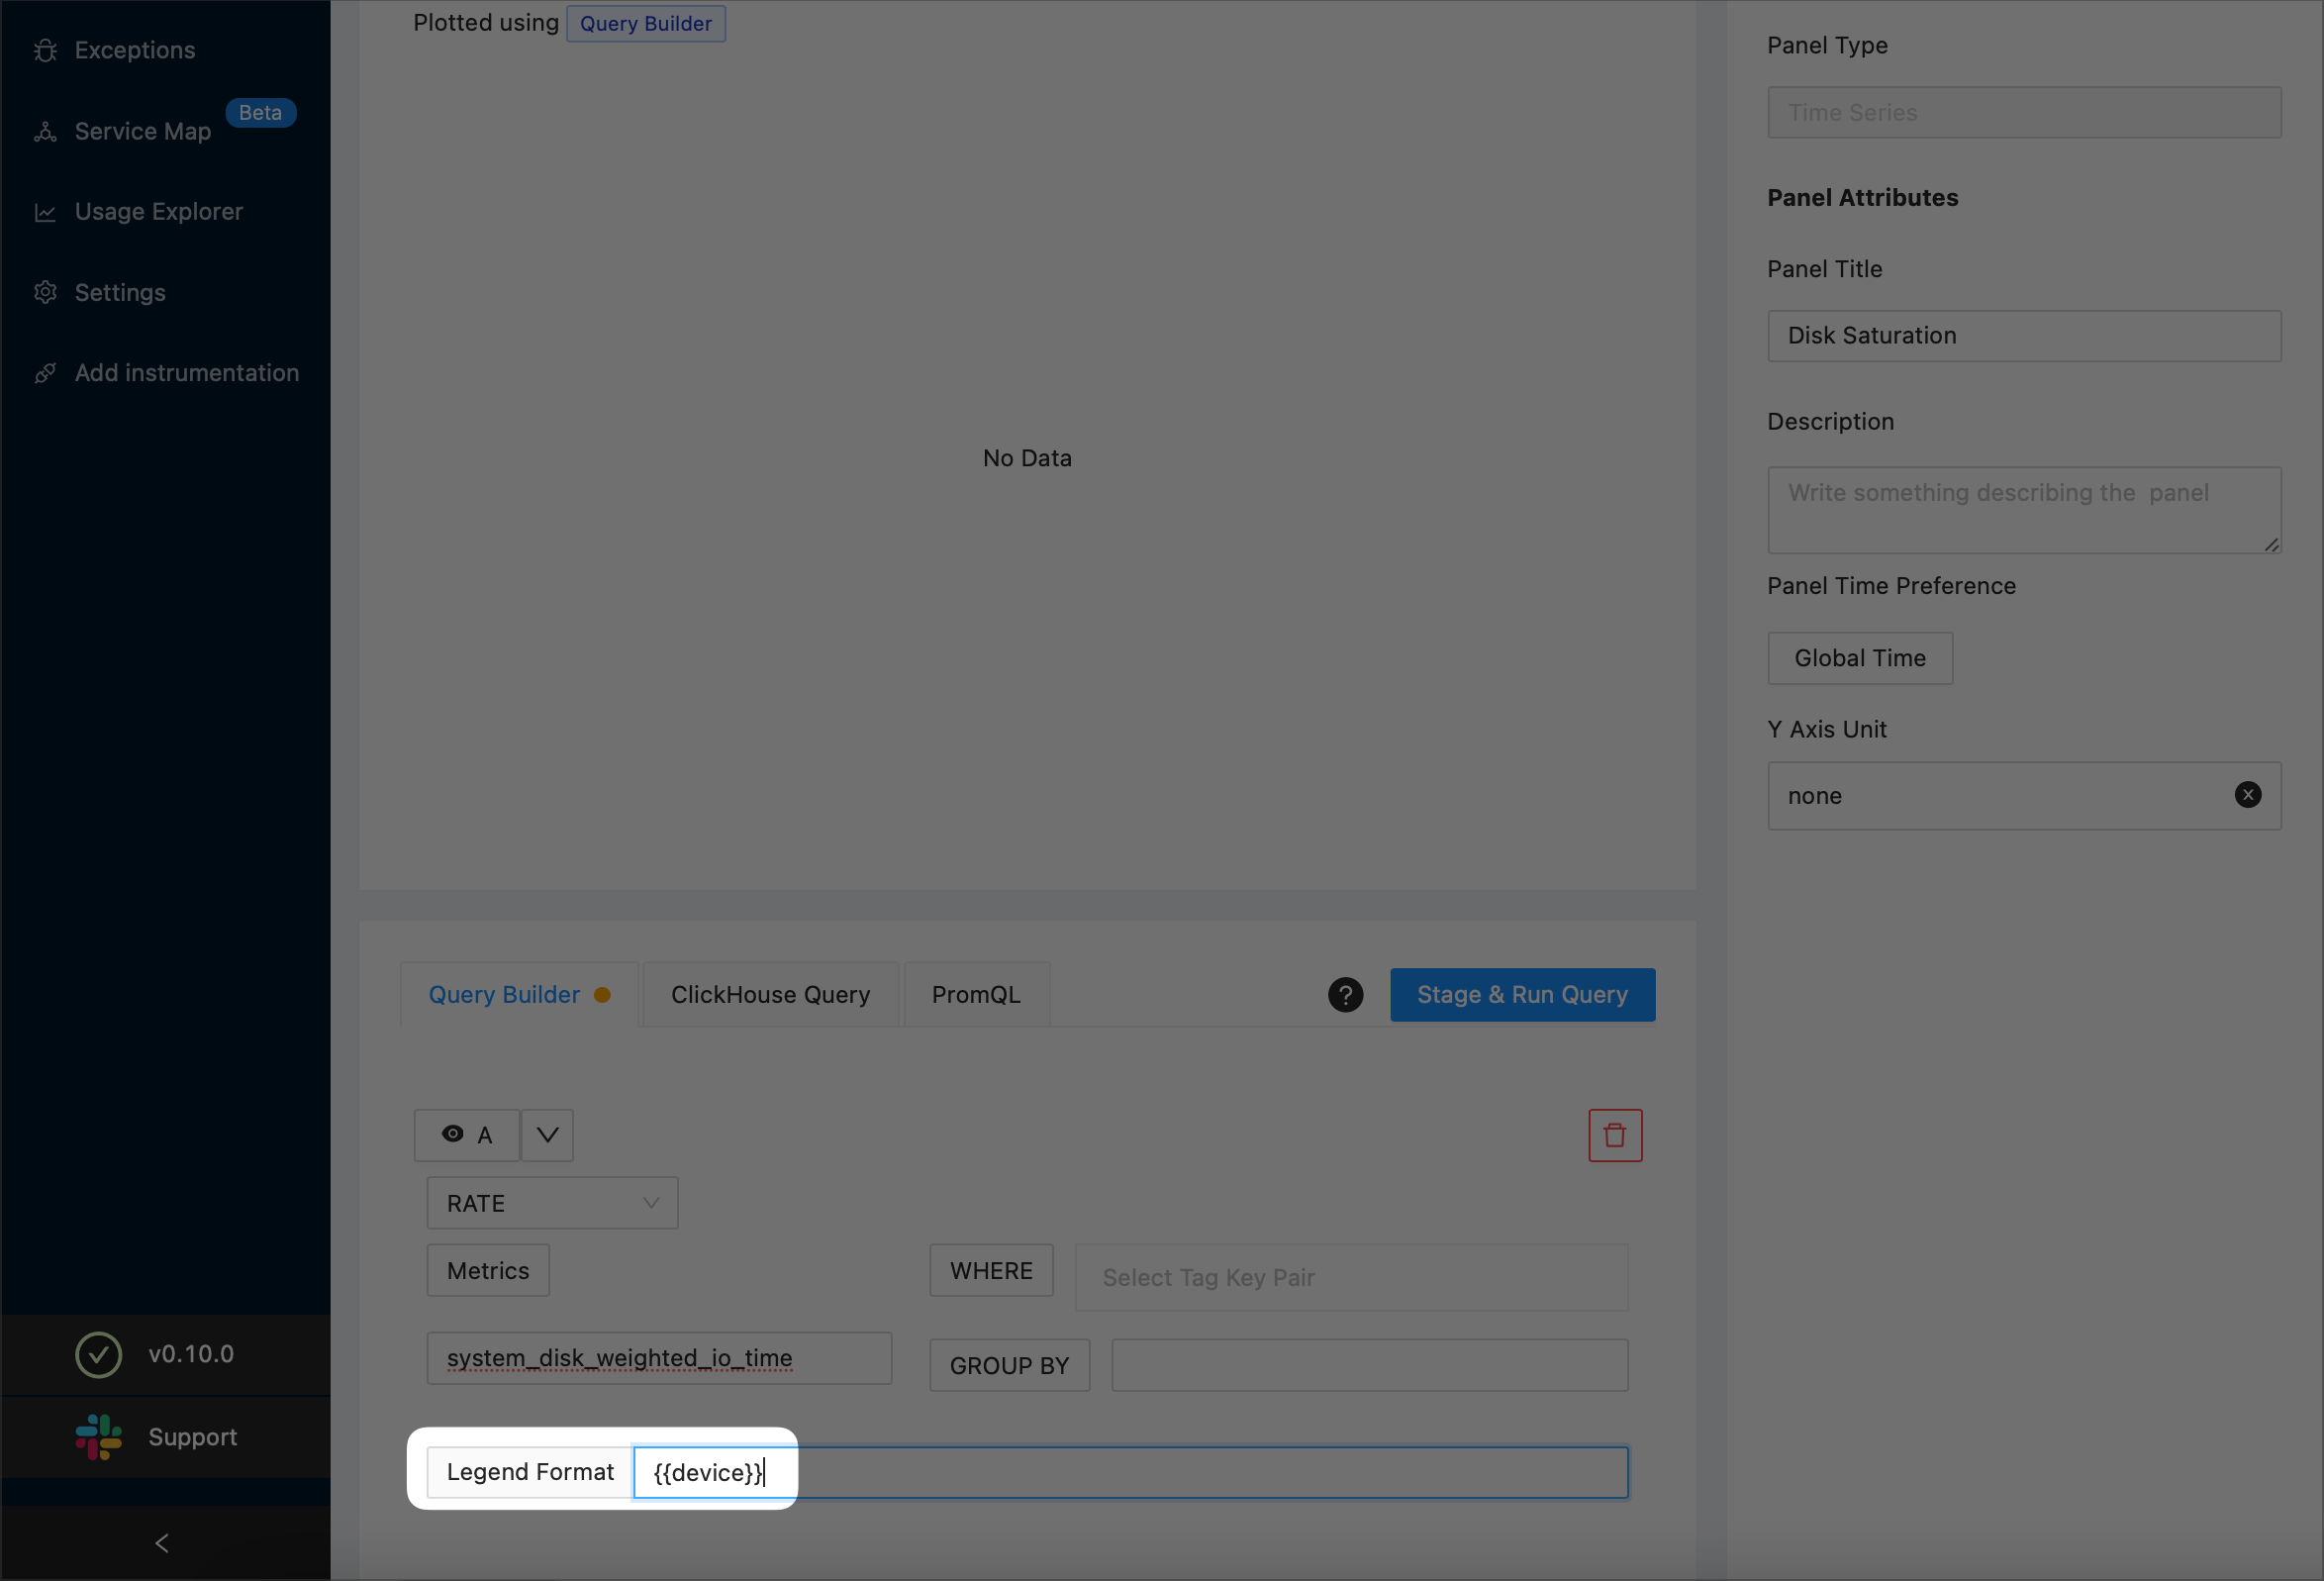 Exceptions
Service Map
Beta
Usage Explorer
Settings
Add instrumentation
v0.10.0
Support
Plotted using Query Builder
No Data
Query Builder
ClickHouse Query
PromQL
?
Stage & Run Query
A
RATE
Metrics
WHERE
Select Tag Key Pair
system_disk_weighted_io_time
GROUP BY
Legend Format
{{device}}
Panel Type
Time Series
Panel Attributes
Panel Title
Disk Saturation
Description
Write something describing the  panel
Panel Time Preference
Global Time
Y Axis Unit
none